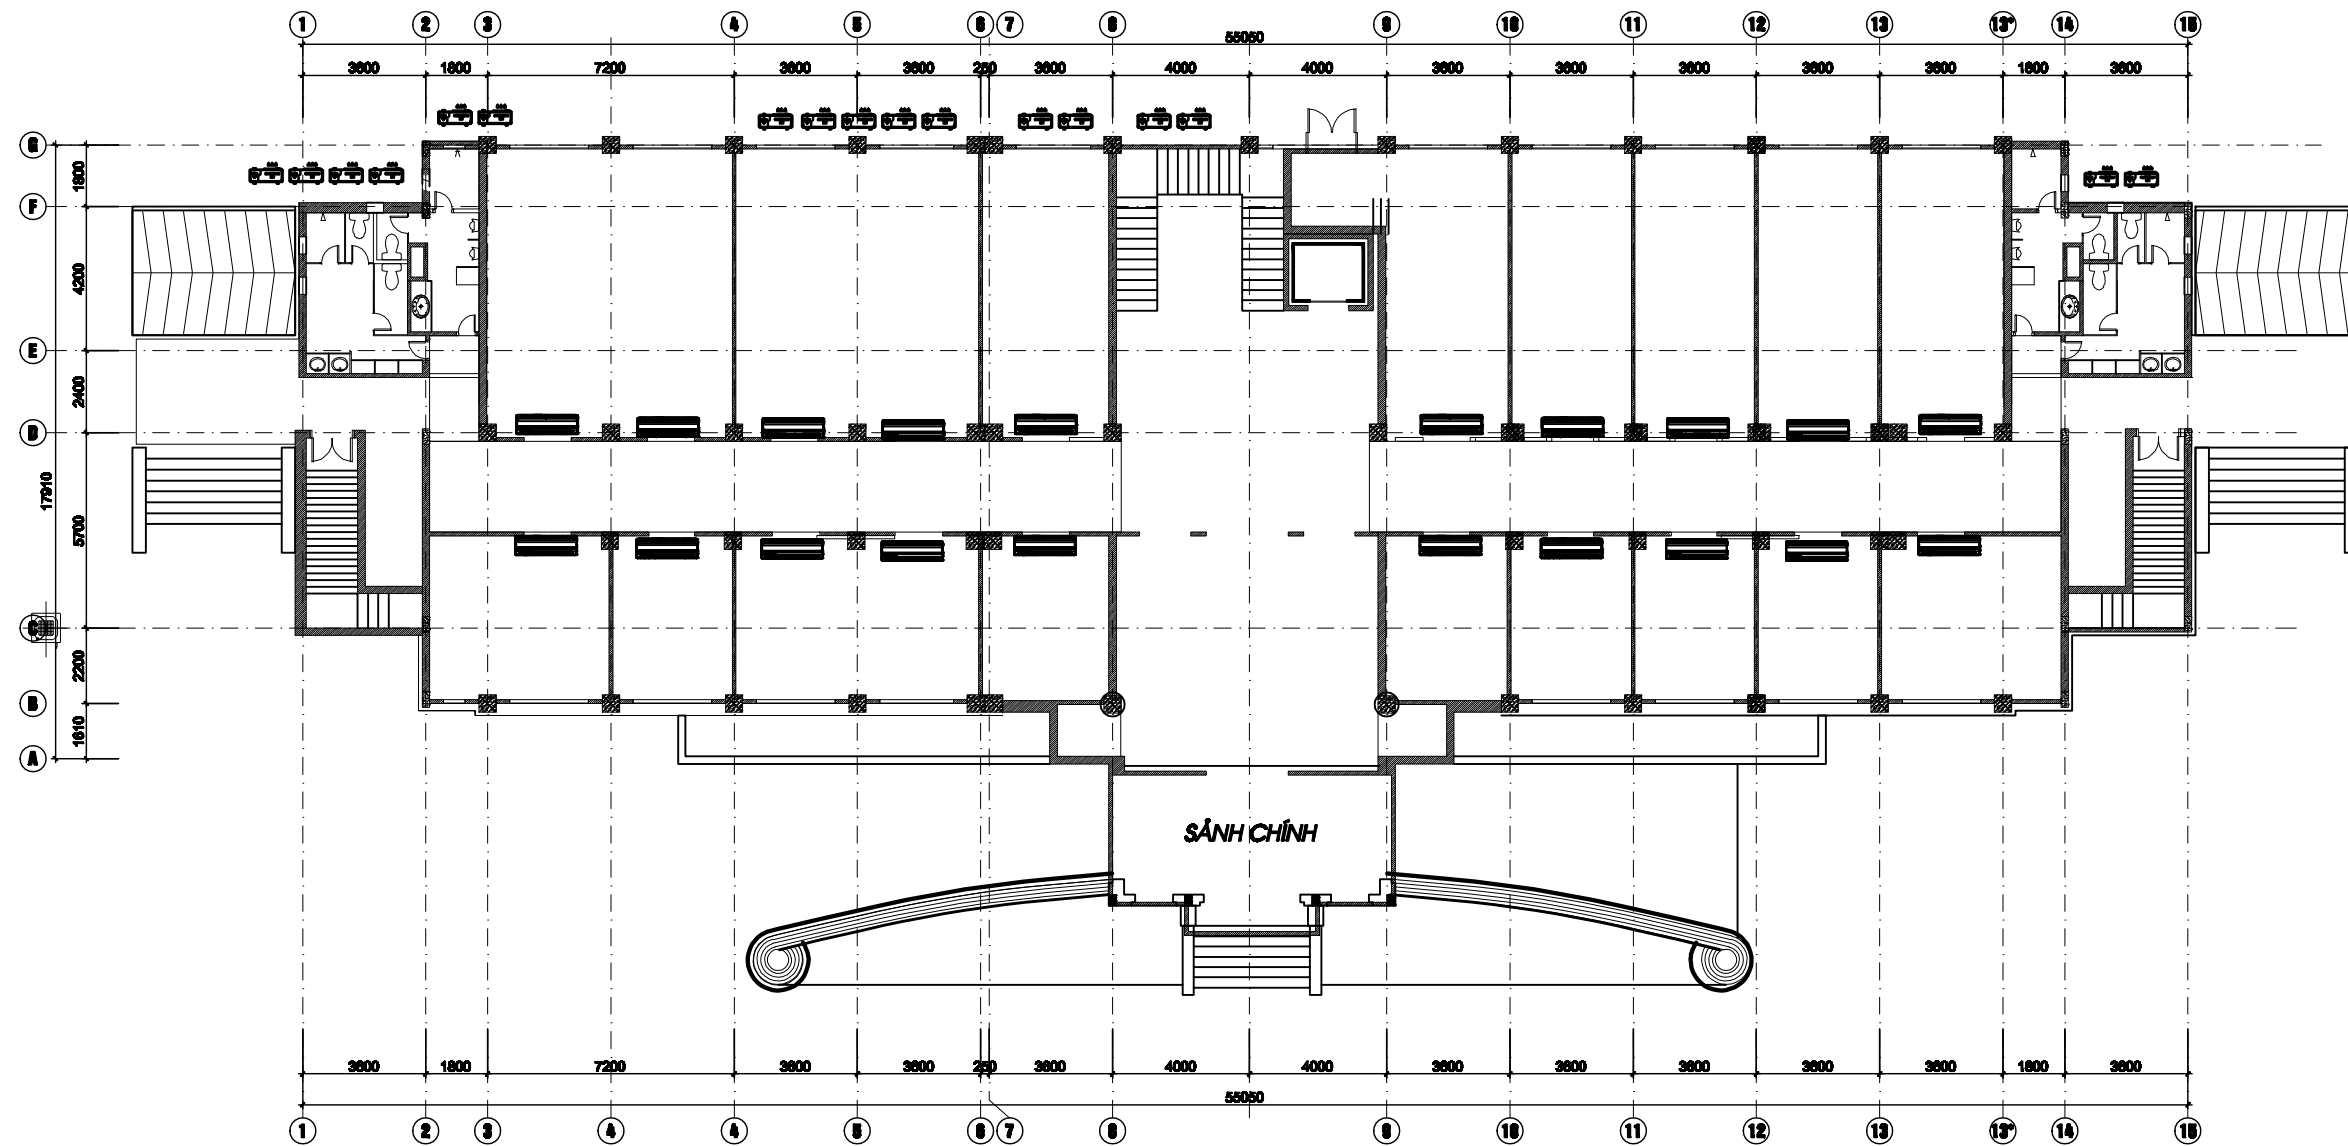 1 2 3 4 5 6 7 8 9 10 11 12 13 13* 14 15
55050
3600 1800 7200 3600 3600 250 3600 4000 4000 3600 3600 3600 3600 3600 1800 3600
G
1800
F
4200
E
2400
D
17910
5700
C
2200
B
1610
A
SẢNH CHÍNH
3600 1800 7200 3600 3600 250 3600 4000 4000 3600 3600 3600 3600 3600 1800 3600
55050
1 2 3 4 4 5 6 7 8 9 10 11 12 13 13* 14 15